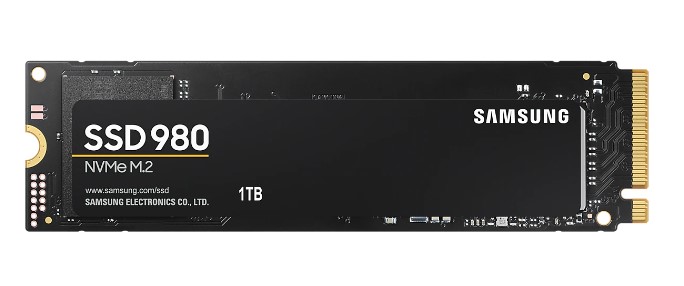 SAMSUNG
SSD 980
NVMe M.2
www.samsung.com/ssd
SAMSUNG ELECTRONICS CO., LTD.
1TB